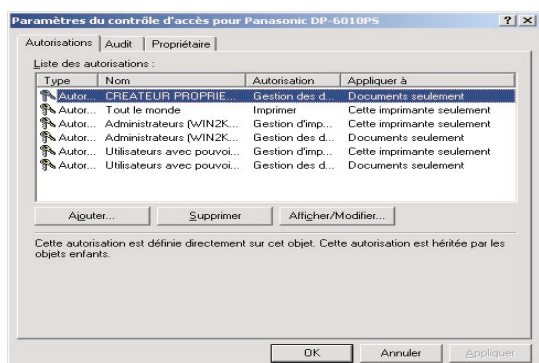 Paramètres du contrôle d'accès pour Panasonic DP-6010PS
Autorisations Audit Propriétaire
Liste des autorisations :
Type Nom Autorisation Appliquer à
Autor... CREATEUR PROPRIE... Gestion des d... Documents seulement
Autor... Tout le monde Imprimer Cette imprimante seulement
Autor... Administrateurs (WIN2K... Gestion d'imp... Cette imprimante seulement
Autor... Administrateurs (WIN2K... Gestion des d... Documents seulement
Autor... Utilisateurs avec pouvoi... Gestion d'imp... Cette imprimante seulement
Autor... Utilisateurs avec pouvoi... Gestion des d... Documents seulement
Ajouter... Supprimer Afficher/Modifier...
Cette autorisation est définie directement sur cet objet. Cette autorisation est héritée par les
objets enfants.
OK Annuler Appliquer